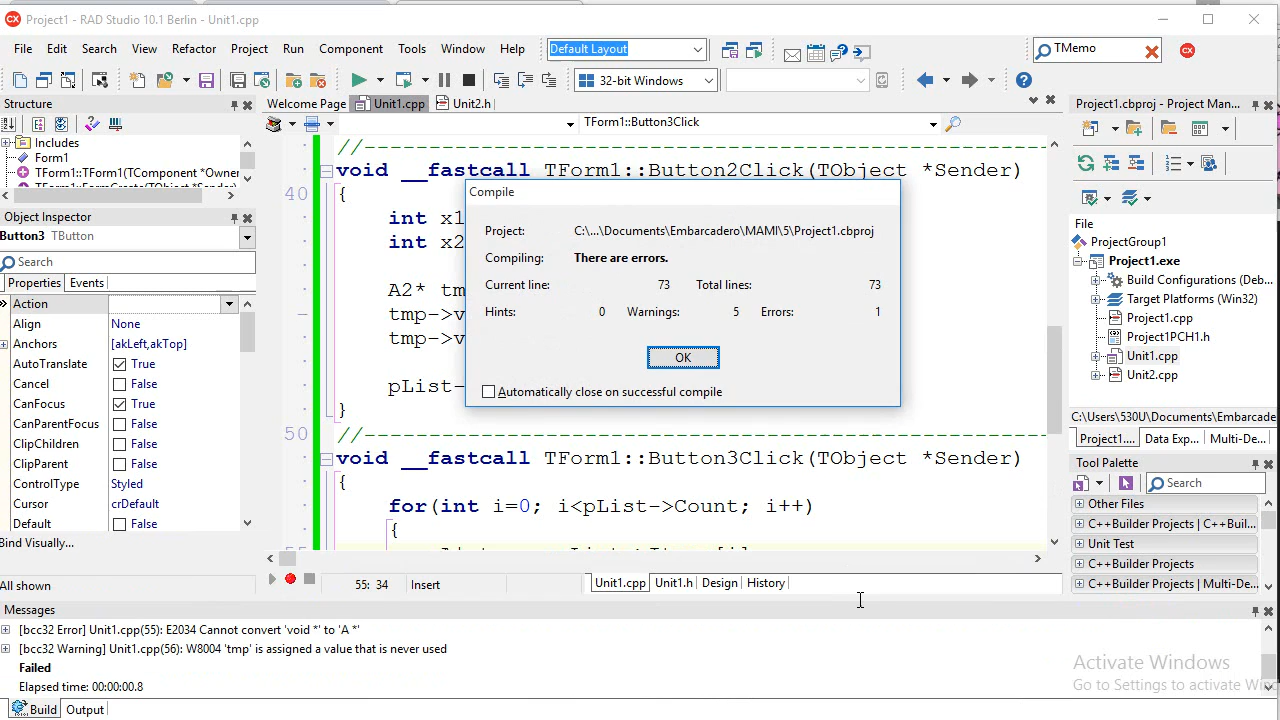 Project1 - RAD Studio 10.1 Berlin - Unit1.cpp
File Edit Search View Refactor Project Run Component Tools Window Help Default Layout TMemo
32-bit Windows
Structure
Includes
Form1
TForm1::TForm1(TComponent *Owner
Object Inspector
Button3 TButton
Search
Properties Events
Action
Align None
Anchors [akLeft,akTop]
AutoTranslate True
Cancel False
CanFocus True
CanParentFocus False
ClipChildren False
ClipParent False
ControlType Styled
Cursor crDefault
Default False
Bind Visually...
All shown
Welcome Page Unit1.cpp Unit2.h
TForm1::Button3Click
//
void __fastcall TForm1::Button2Click(TObject *Sender)
40 {
int x1
int x2
A2* tm
tmp->v
tmp->v
pList-
}
50 //
void __fastcall TForm1::Button3Click(TObject *Sender)
{
for(int i=0; i<pList->Count; i++)
{
Compile
Project: C:\...\Documents\Embarcadero\MAMI\5\Project1.cbproj
Compiling: There are errors.
Current line: 73 Total lines: 73
Hints: 0 Warnings: 5 Errors: 1
OK
Automatically close on successful compile
55: 34 Insert Unit1.cpp Unit1.h Design History
Project1.cbproj - Project Man...
File
ProjectGroup1
Project1.exe
Build Configurations (Deb...
Target Platforms (Win32)
Project1.cpp
Project1PCH1.h
Unit1.cpp
Unit2.cpp
C:\Users\530U\Documents\Embarcade
Project1.... Data Exp... Multi-De...
Tool Palette
Search
Other Files
C++Builder Projects | C++Buil...
Unit Test
C++Builder Projects
C++Builder Projects | Multi-De...
Messages
[bcc32 Error] Unit1.cpp(55): E2034 Cannot convert 'void *' to 'A *'
[bcc32 Warning] Unit1.cpp(56): W8004 'tmp' is assigned a value that is never used
Failed
Elapsed time: 00:00:00.8
Build Output
Activate Windows
Go to Settings to activate Win